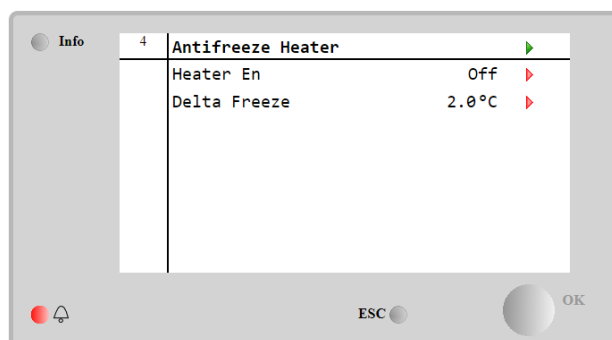 Info
4 Antifreeze Heater
Heater En Off
Delta Freeze 2.0°C
ESC
OK